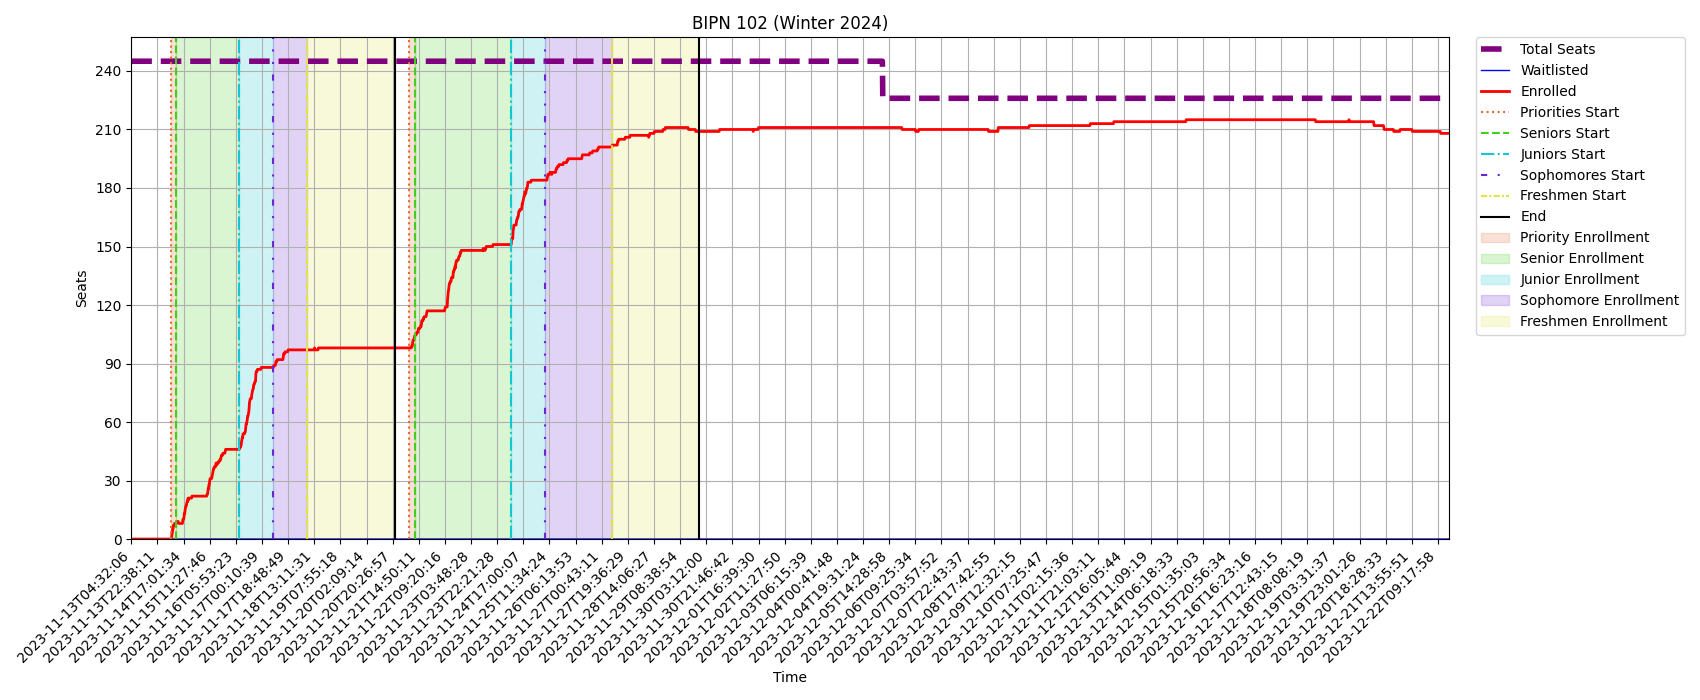 BIPN 102 (Winter 2024)
Seats
240
210
180
150
120
90
60
30
0
2023-11-13T04:32:06
2023-11-13T22:38:11
2023-11-14T17:01:34
2023-11-15T11:27:46
2023-11-16T05:53:23
2023-11-17T00:10:39
2023-11-17T18:48:49
2023-11-18T13:11:31
2023-11-19T07:55:18
2023-11-20T02:09:14
2023-11-20T20:26:57
2023-11-21T14:50:11
2023-11-22T09:20:16
2023-11-23T03:48:28
2023-11-23T22:21:28
2023-11-24T17:00:07
2023-11-25T11:34:24
2023-11-26T06:13:53
2023-11-27T00:43:11
2023-11-27T19:36:29
2023-11-28T14:06:27
2023-11-29T08:38:54
2023-11-30T03:12:00
2023-11-30T21:46:42
2023-12-01T16:39:30
2023-12-02T11:27:50
2023-12-03T06:15:39
2023-12-04T00:41:48
2023-12-04T19:31:24
2023-12-05T14:28:58
2023-12-06T09:25:34
2023-12-07T03:57:52
2023-12-07T22:43:37
2023-12-08T17:42:55
2023-12-09T12:32:15
2023-12-10T07:25:47
2023-12-11T02:15:36
2023-12-11T21:03:11
2023-12-12T16:05:44
2023-12-13T11:09:19
2023-12-14T06:18:33
2023-12-15T01:35:03
2023-12-15T20:56:34
2023-12-16T16:23:16
2023-12-17T12:43:15
2023-12-18T08:08:19
2023-12-19T03:31:37
2023-12-19T23:01:26
2023-12-20T18:28:33
2023-12-21T13:55:51
2023-12-22T09:17:58
Time
Total Seats
Waitlisted
Enrolled
Priorities Start
Seniors Start
Juniors Start
Sophomores Start
Freshmen Start
End
Priority Enrollment
Senior Enrollment
Junior Enrollment
Sophomore Enrollment
Freshmen Enrollment